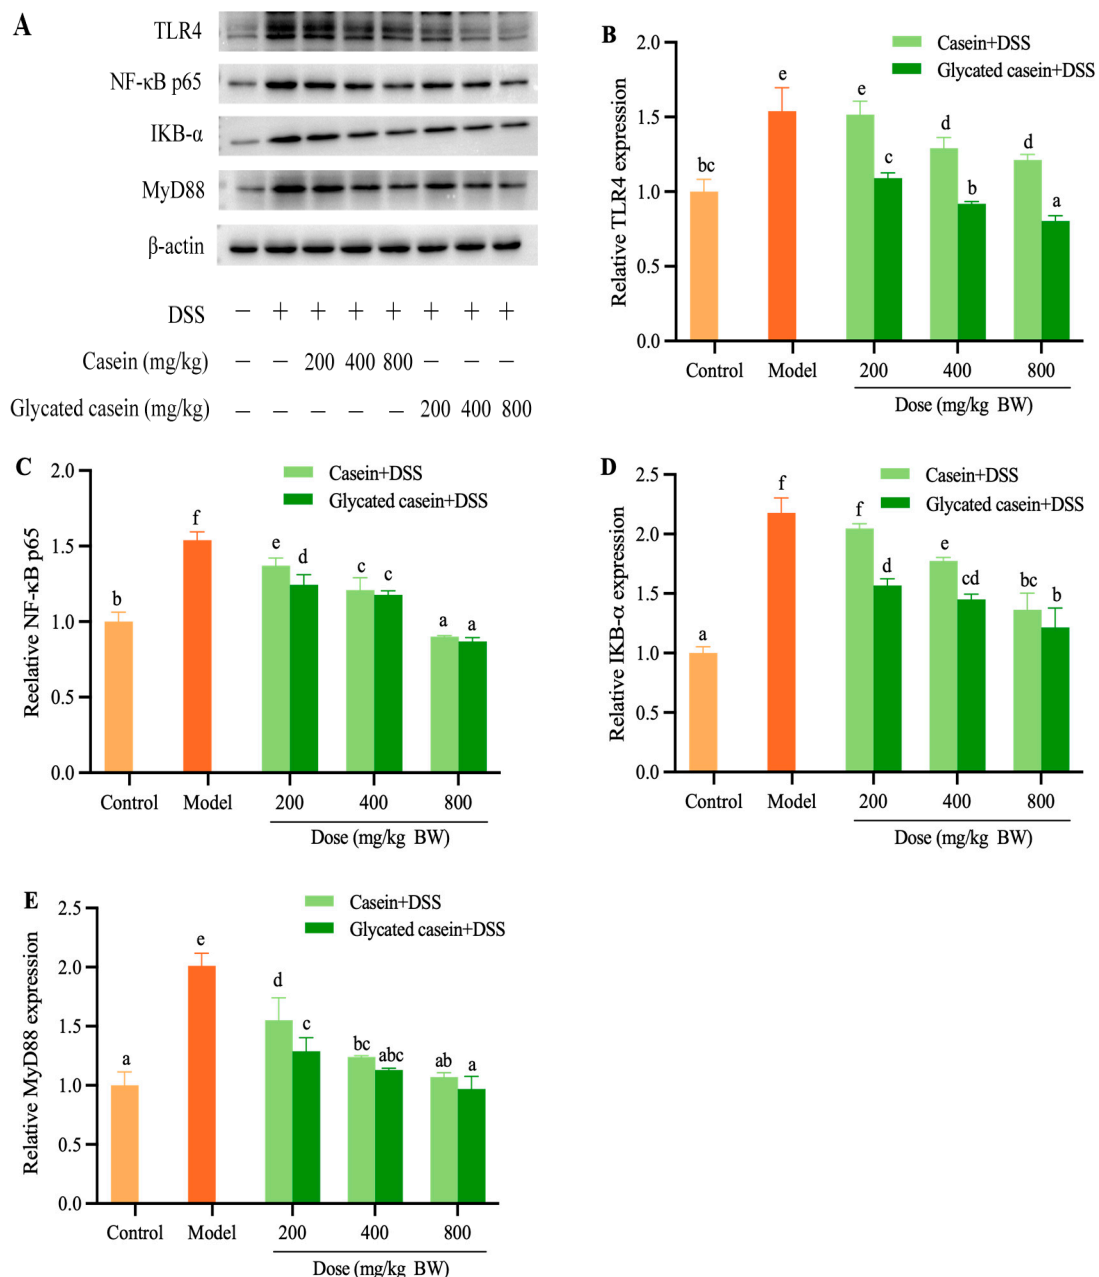 A
TLR4
NF-κB p65
IKB-α
MyD88
β-actin
DSS − + + + + + + +
Casein (mg/kg) − − 200 400 800 − − −
Glycated casein (mg/kg) − − − − − 200 400 800
B
Casein+DSS
Glycated casein+DSS
Relative TLR4 expression
2.0
1.5
1.0
0.5
0.0
bc e e c d b d a
Control Model 200 400 800
Dose (mg/kg BW)
C
Casein+DSS
Glycated casein+DSS
Reelative NF-κB p65
2.0
1.5
1.0
0.5
0.0
b f e d c c a a
Control Model 200 400 800
Dose (mg/kg BW)
D
Casein+DSS
Glycated casein+DSS
Relative IKB-α expression
2.5
2.0
1.5
1.0
0.5
0.0
a f f d e cd bc b
Control Model 200 400 800
Dose (mg/kg BW)
E
Casein+DSS
Glycated casein+DSS
Relative MyD88 expression
2.5
2.0
1.5
1.0
0.5
0.0
a e d c bc abc ab a
Control Model 200 400 800
Dose (mg/kg BW)